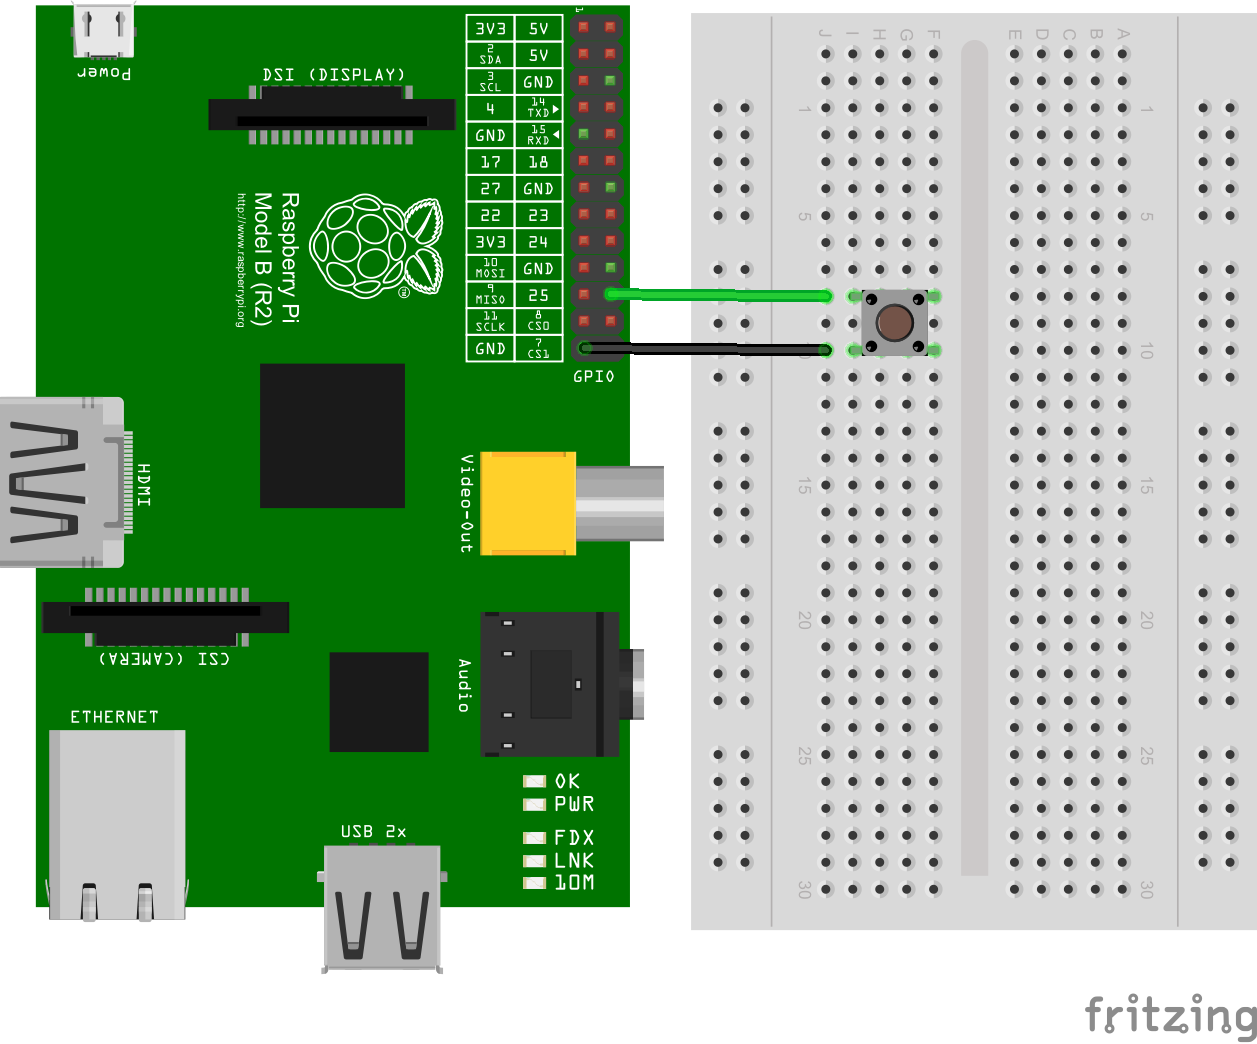 Power
DSI (DISPLAY)
1
3V3 5V
2 SDA 5V
3 SCL GND
4 14 TXD
GND 15 RXD
17 18
27 GND
22 23
3V3 24
10 MOSI GND
9 MISO 25
11 SCLK 8 CS0
GND 7 CS1
GPIO
Raspberry Pi
Model B (R2)
http://www.raspberrypi.org
HDMI
Video-Out
CSI (CAMERA)
Audio
ETHERNET
OK
PWR
FDX
LNK
10M
USB 2x
J I H G F E D C B A
1
5 5
10 10
15 15
20 20
25 25
30 30
fritzing